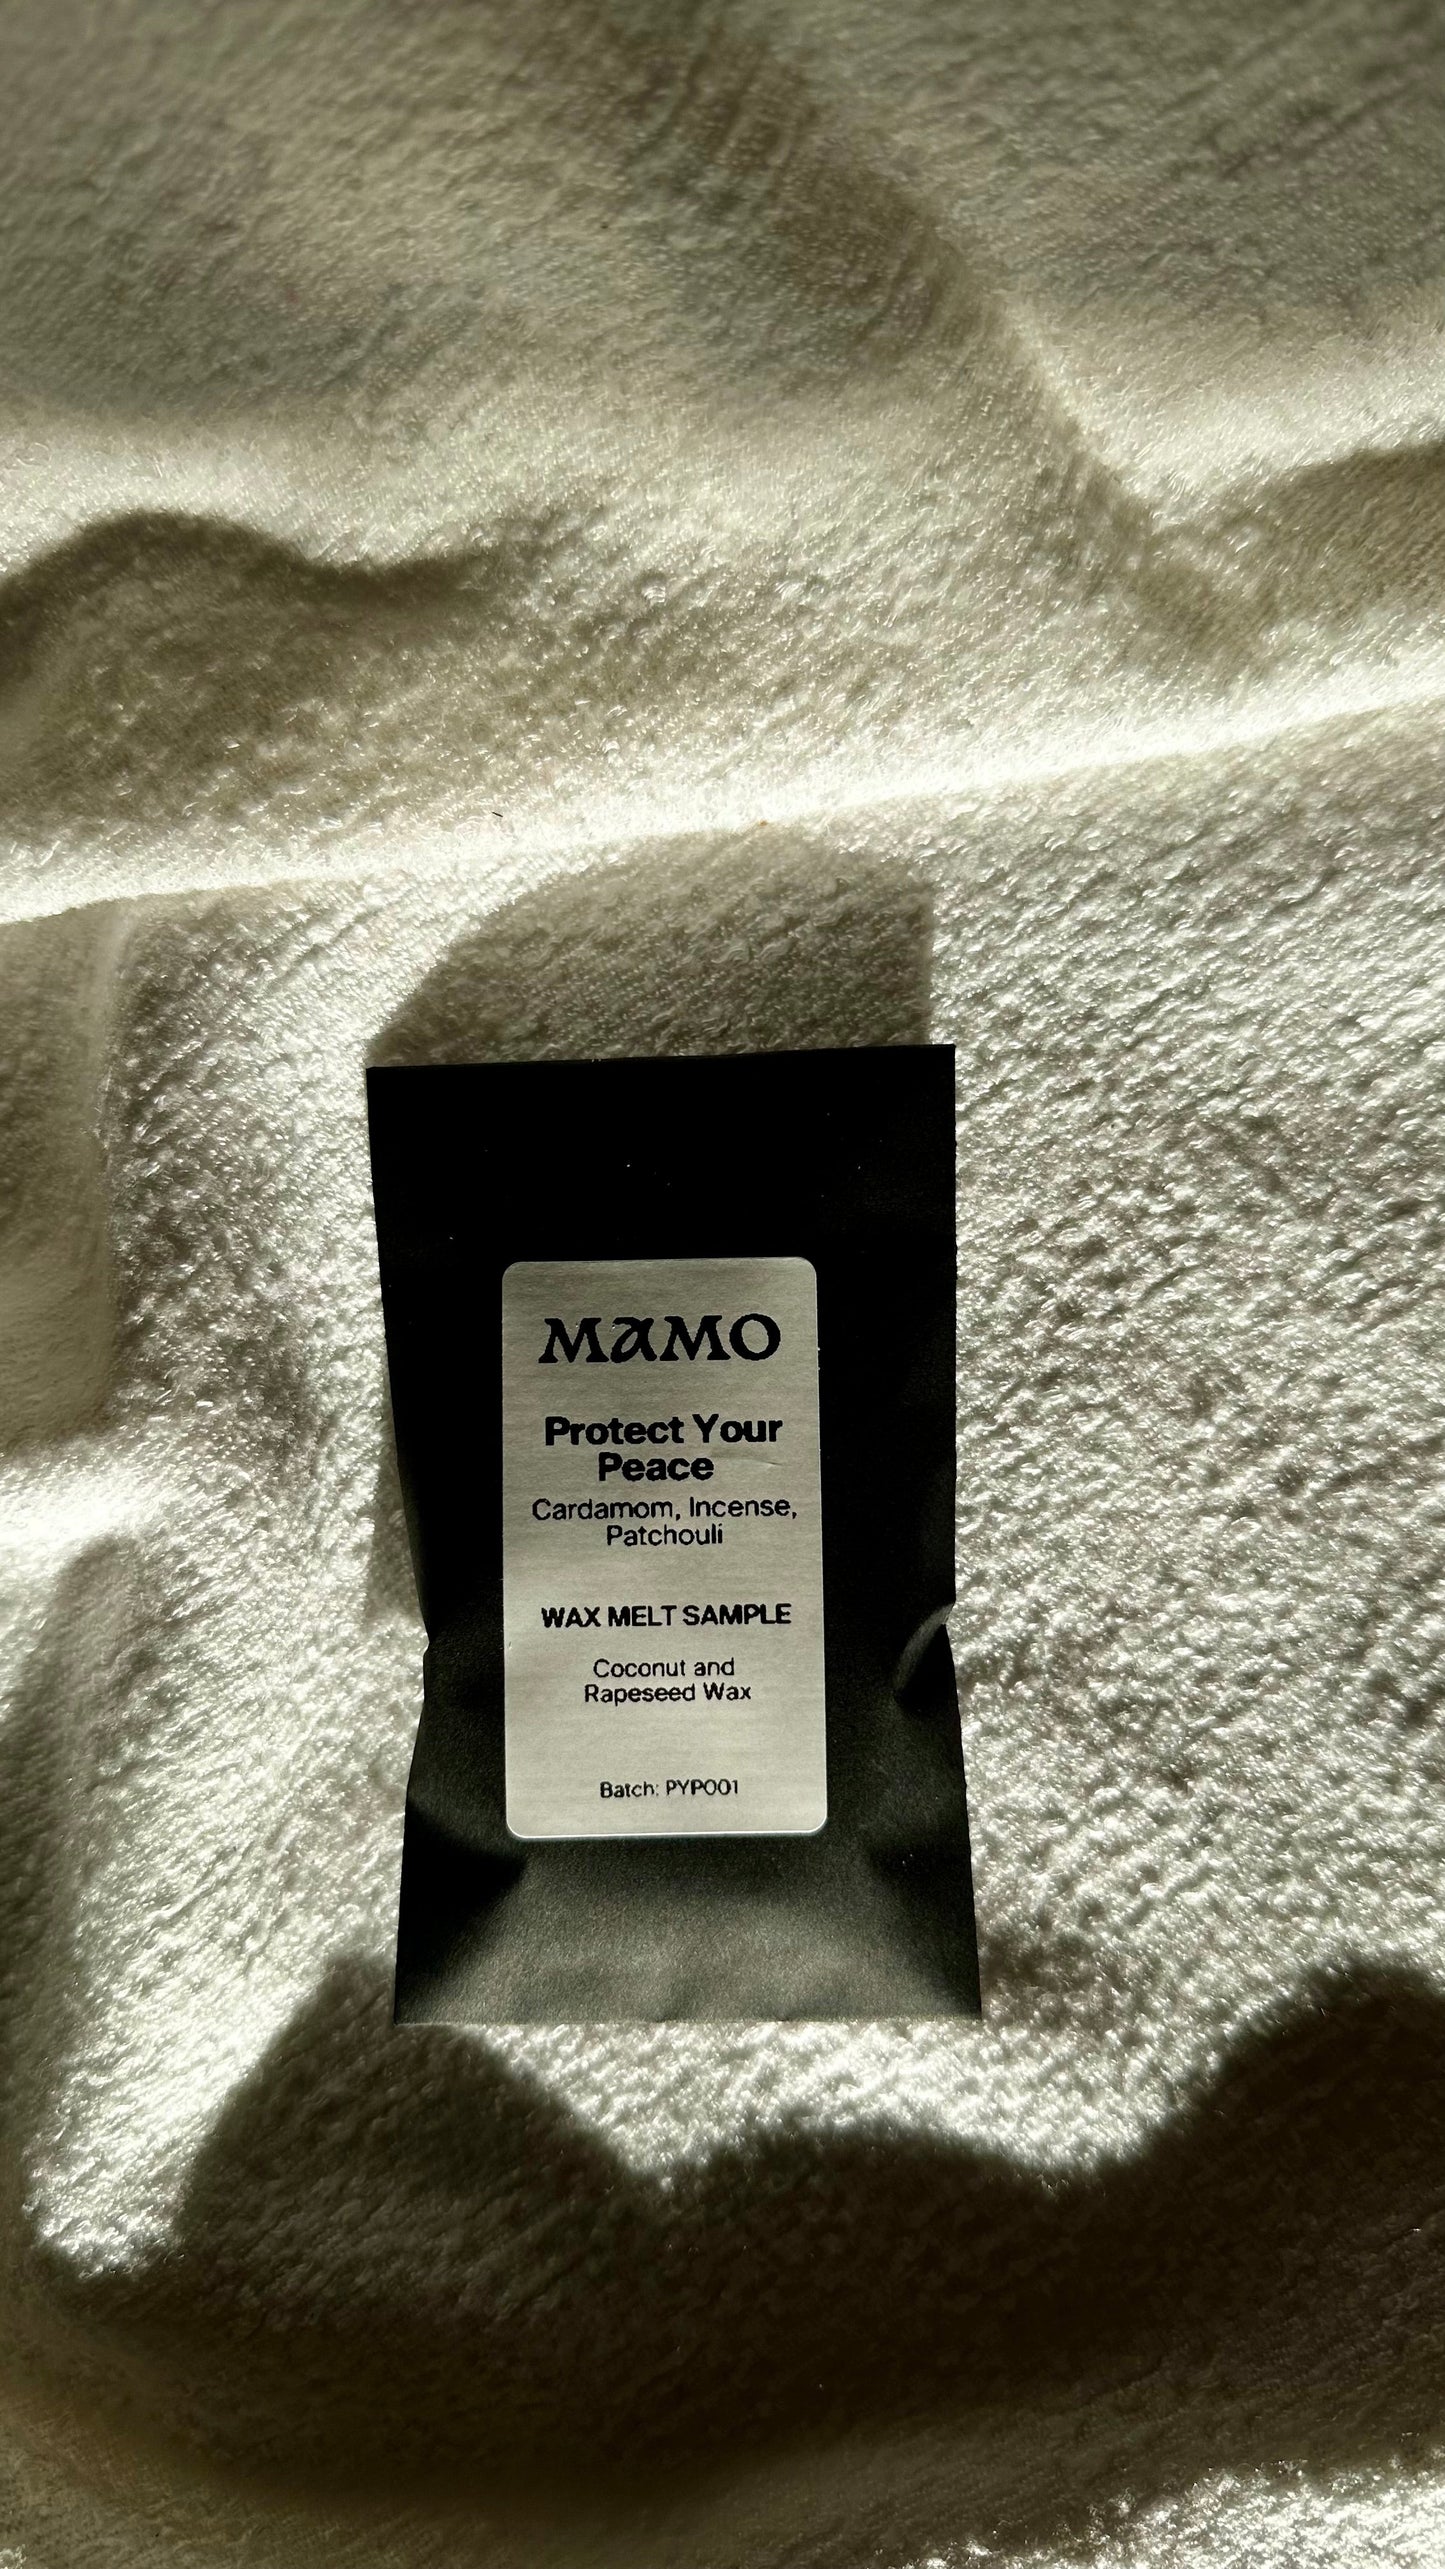 MAMO
Protect Your
Peace
Cardamom, Incense,
Patchouli
WAX MELT SAMPLE
Coconut and
Rapeseed Wax
Batch: PYP001